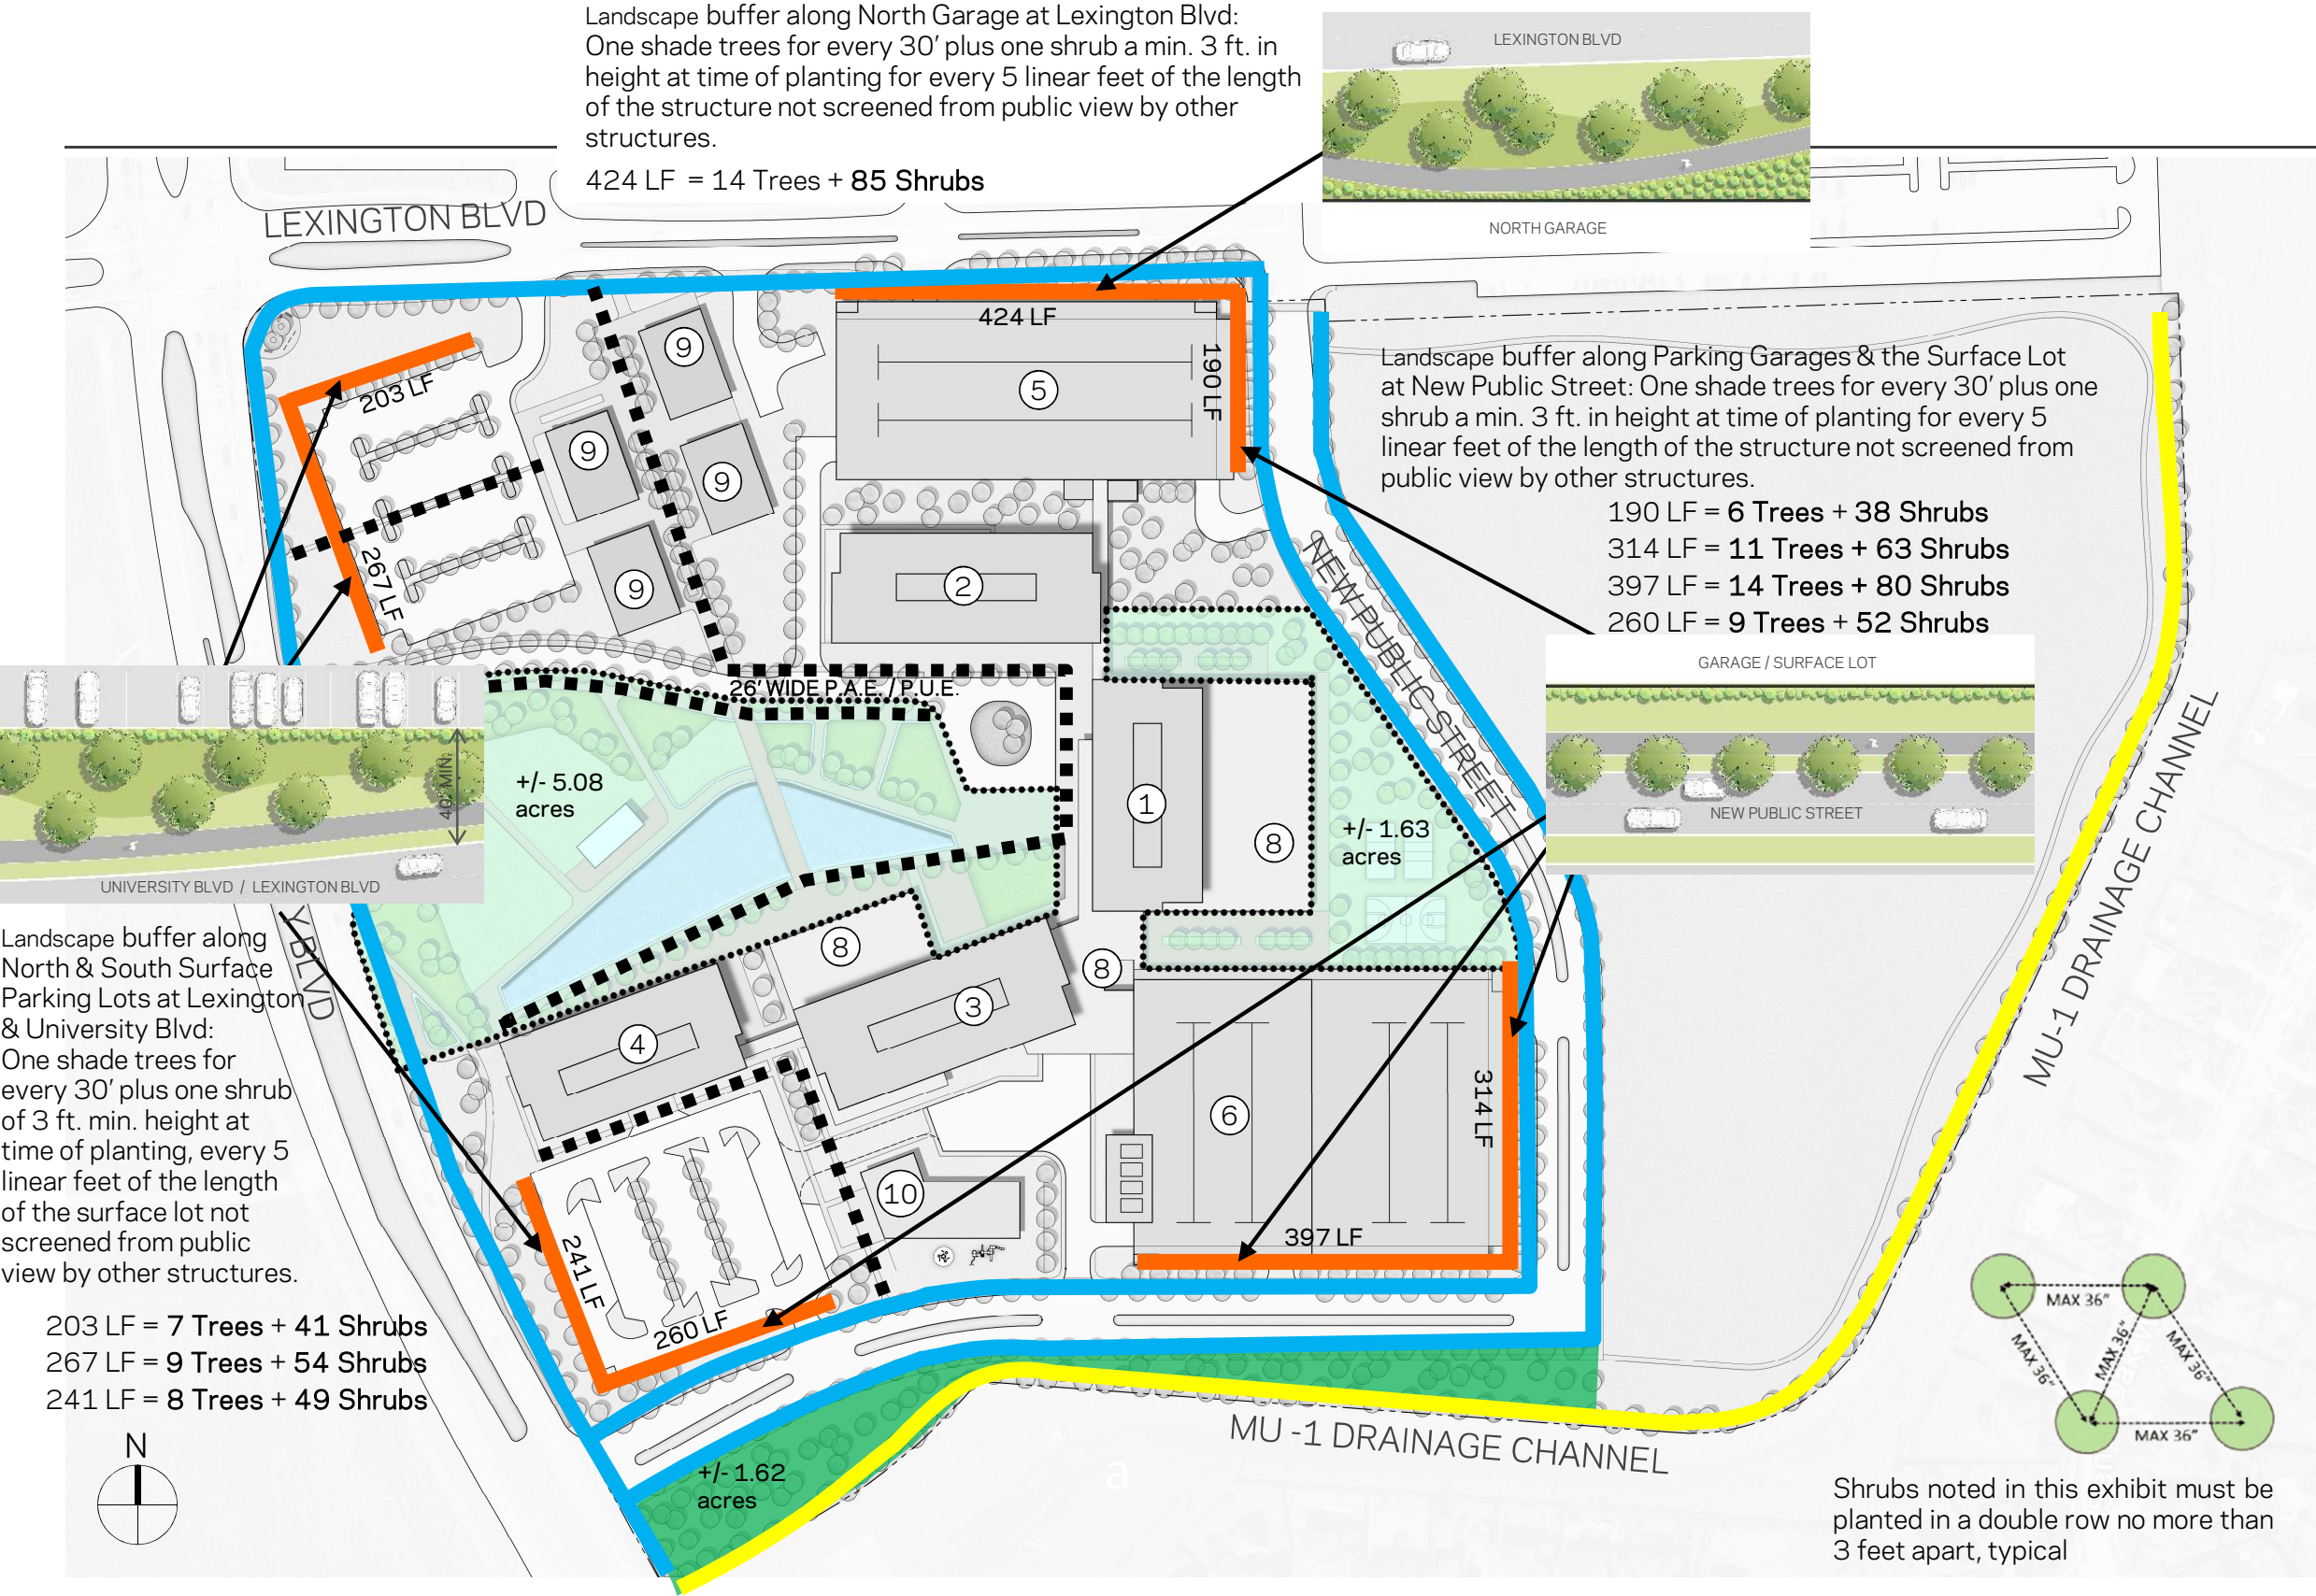 Landscape buffer along North Garage at Lexington Blvd:
One shade trees for every 30' plus one shrub a min. 3 ft. in
height at time of planting for every 5 linear feet of the length
of the structure not screened from public view by other
structures.
424 LF = 14 Trees + 85 Shrubs
LEXINGTON BLVD
NORTH GARAGE
LEXINGTON BLVD
424 LF
190 LF
203 LF
267 LF
9
9
9
9
5
2
Landscape buffer along Parking Garages & the Surface Lot
at New Public Street: One shade trees for every 30' plus one
shrub a min. 3 ft. in height at time of planting for every 5
linear feet of the length of the structure not screened from
public view by other structures.
190 LF = 6 Trees + 38 Shrubs
314 LF = 11 Trees + 63 Shrubs
397 LF = 14 Trees + 80 Shrubs
260 LF = 9 Trees + 52 Shrubs
GARAGE / SURFACE LOT
NEW PUBLIC STREET
NEW PUBLIC STREET
26' WIDE P.A.E. / P.U.E.
+/- 5.08
acres
1
8
+/- 1.63
acres
40' MIN.
UNIVERSITY BLVD / LEXINGTON BLVD
Y BLVD
8
8
3
4
6
10
314 LF
397 LF
241 LF
260 LF
MU-1 DRAINAGE CHANNEL
Landscape buffer along
North & South Surface
Parking Lots at Lexington
& University Blvd:
One shade trees for
every 30' plus one shrub
of 3 ft. min. height at
time of planting, every 5
linear feet of the length
of the surface lot not
screened from public
view by other structures.
203 LF = 7 Trees + 41 Shrubs
267 LF = 9 Trees + 54 Shrubs
241 LF = 8 Trees + 49 Shrubs
N
+/- 1.62
acres
MU -1 DRAINAGE CHANNEL
a
MAX 36"
MAX 36"
MAX 36"
MAX 36"
MAX 36"
Shrubs noted in this exhibit must be
planted in a double row no more than
3 feet apart, typical